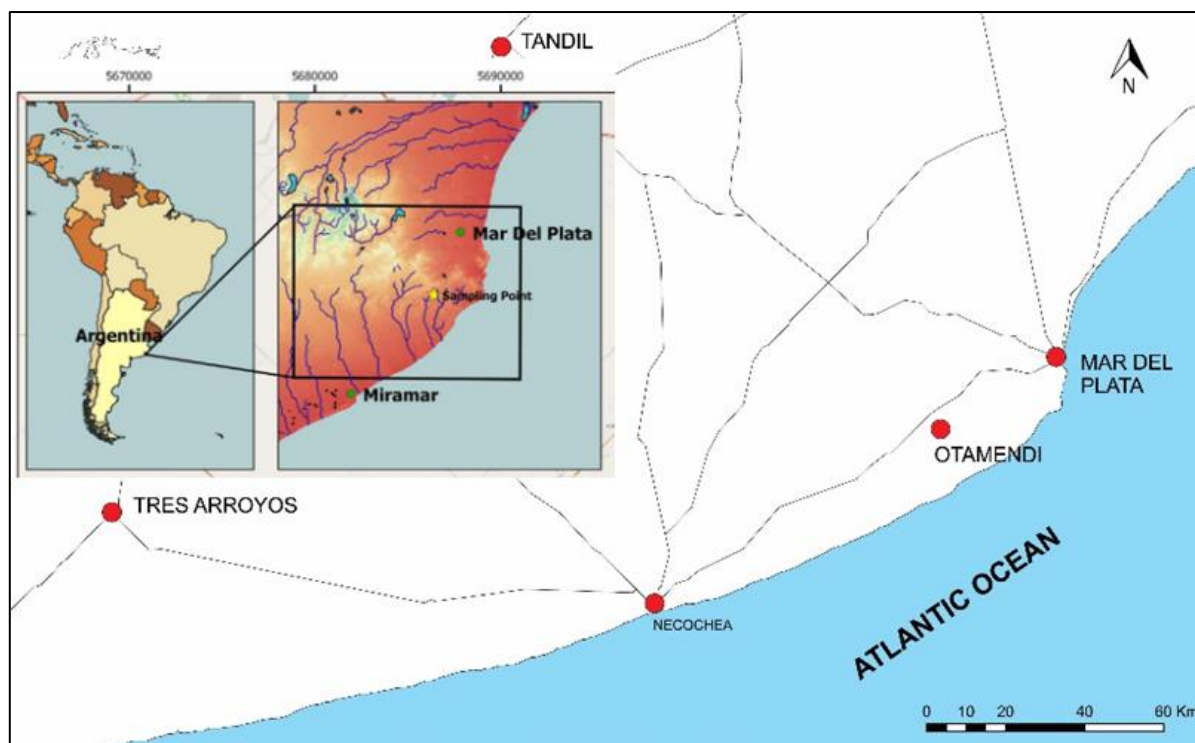 TANDIL
5670000
5680000
5690000
N
Mar Del Plata
Sampling Point
Argentina
Miramar
MAR DEL
PLATA
OTAMENDI
TRES ARROYOS
NECOCHEA
ATLANTIC OCEAN
0 10 20 40 60 Km